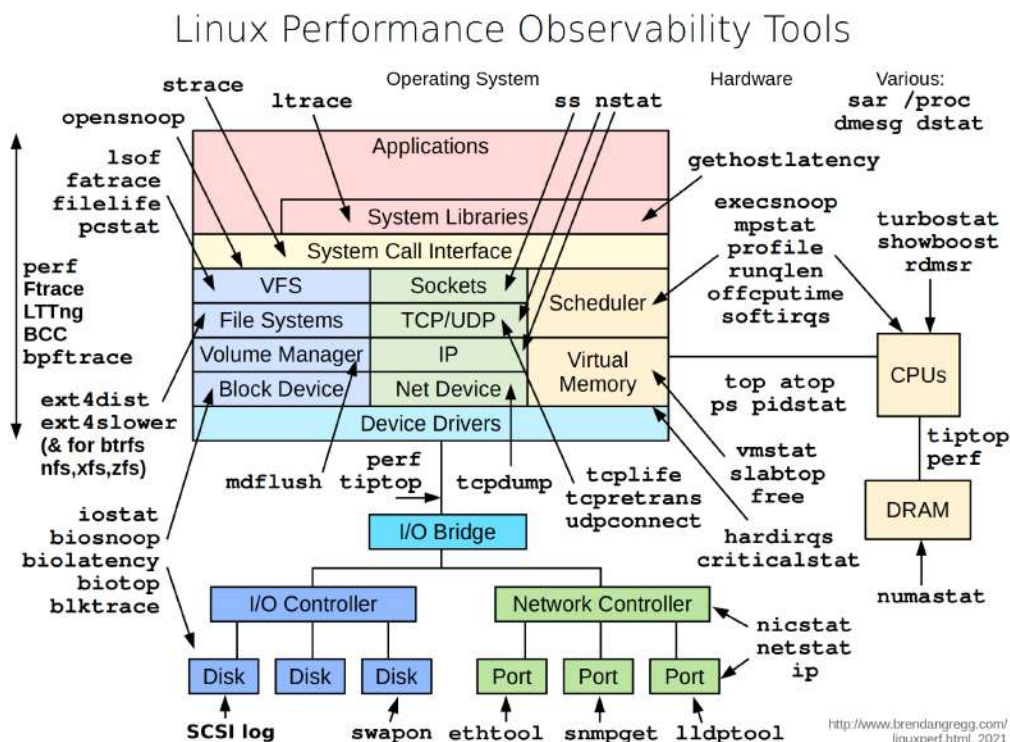 Linux Performance Observability Tools
Operating System
Hardware
Various:
sar /proc
dmesg dstat
strace
ltrace
ss nstat
opensnoop
lsof
fatrace
filelife
pcstat
gethostlatency
Applications
System Libraries
System Call Interface
VFS
Sockets
Scheduler
File Systems
TCP/UDP
Volume Manager
IP
Virtual
Memory
Block Device
Net Device
Device Drivers
execsnoop
mpstat
profile
runqlen
offcputime
softirqs
turbostat
showboost
rdmsr
perf
Ftrace
LTTng
BCC
bpftrace
CPUs
top atop
ps pidstat
ext4dist
ext4slower
(& for btrfs
nfs,xfs,zfs)
mdflush
perf
tiptop
tcpdump
tcplife
tcpretrans
udpconnect
vmstat
slabtop
free
tiptop
perf
DRAM
hardirqs
criticalstat
numastat
iostat
biosnoop
biolatency
biotop
blktrace
I/O Bridge
I/O Controller
Network Controller
nicstat
netstat
ip
Disk
Disk
Disk
Port
Port
Port
SCSI log
swapon
ethtool
snmpget
lldptool
http://www.brendangregg.com/
linuxperf.html, 2021